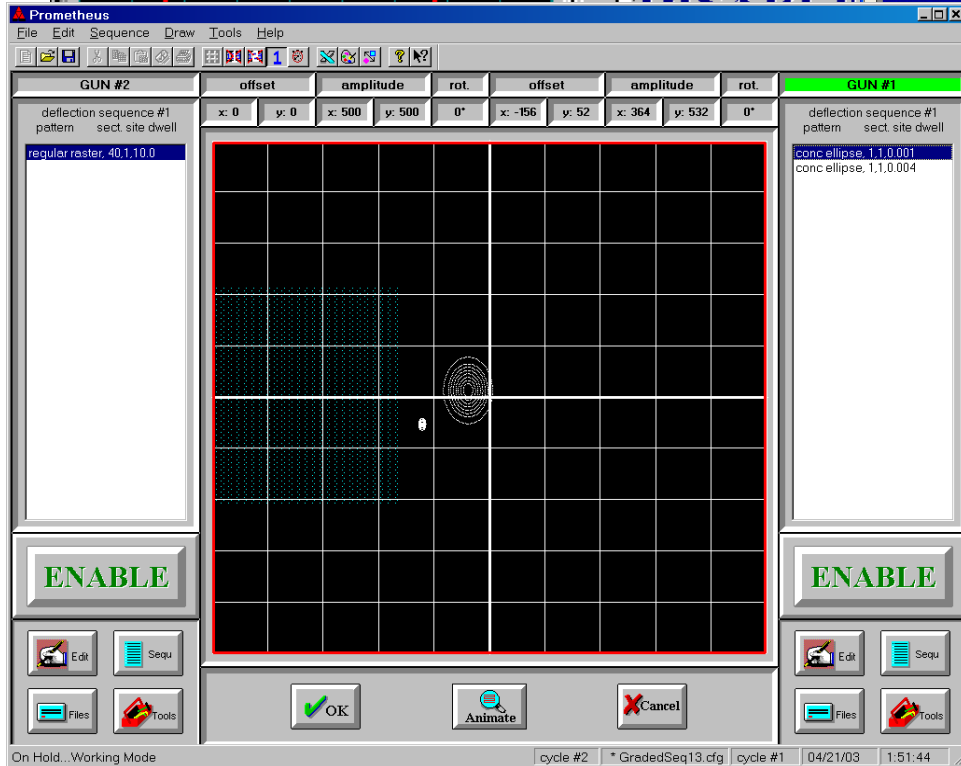 Prometheus
File Edit Sequence Draw Tools Help
1
GUN #2
offset amplitude rot. offset amplitude rot.
GUN #1
deflection sequence #1
pattern sect. site dwell
x: 0 y: 0 x: 500 y: 500 0° x: -156 y: 52 x: 364 y: 532 0°
deflection sequence #1
pattern sect. site dwell
regular raster, 40,1,10.0
conc ellipse, 1,1,0.001
conc ellipse, 1,1,0.004
ENABLE
ENABLE
Edit Sequ
Edit Sequ
Files Tools
OK Animate Cancel
Files Tools
On Hold...Working Mode cycle #2 * GradedSeq13.cfg cycle #1 04/21/03 1:51:44